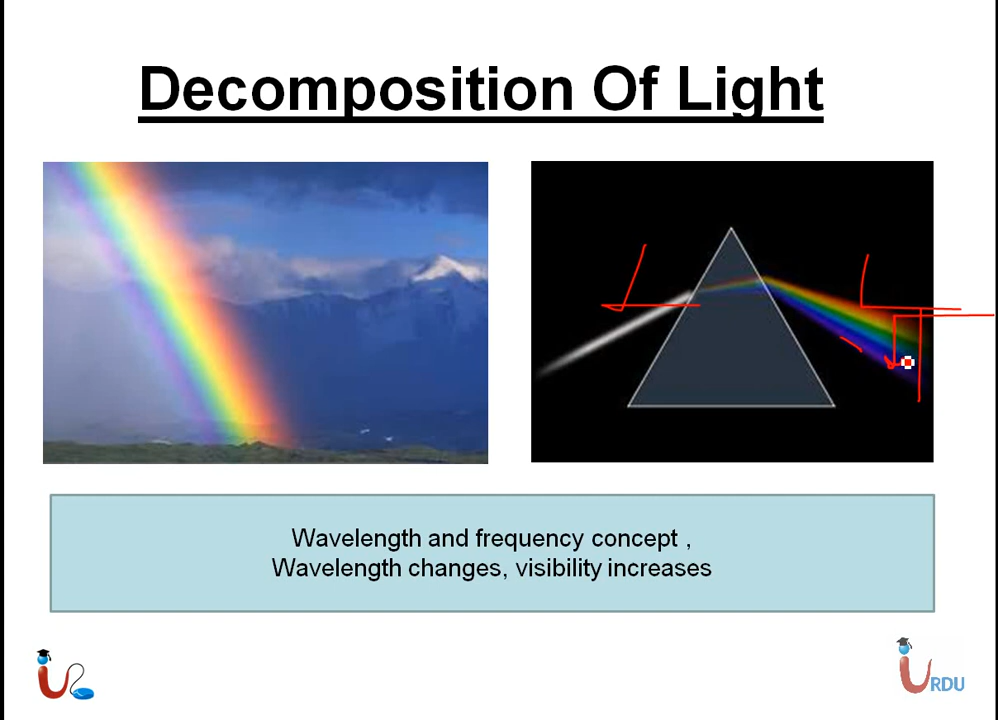 Decomposition Of Light
Wavelength and frequency concept ,
Wavelength changes, visibility increases
URDU